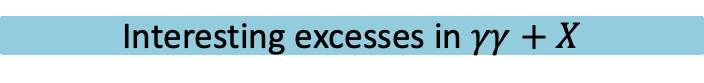 Interesting excesses in 𝛾𝛾 + 𝑋